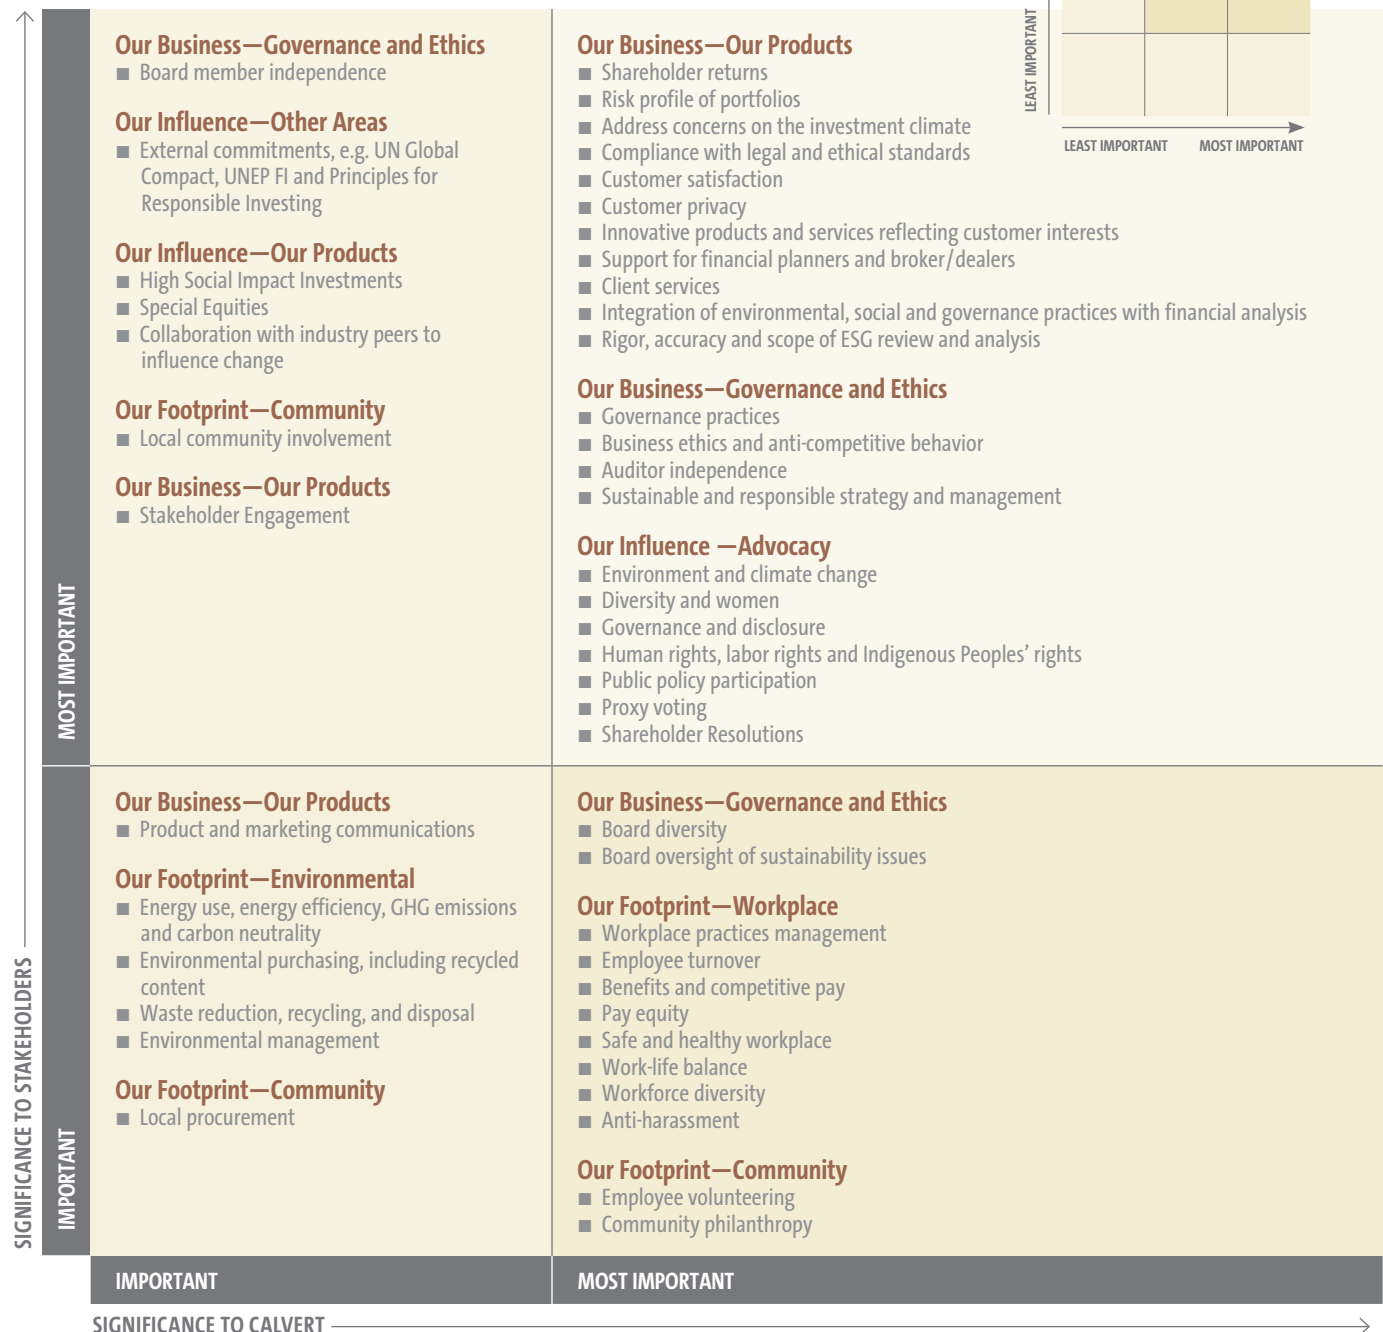 Our Business—Governance and Ethics
■ Board member independence
Our Influence—Other Areas
■ External commitments, e.g. UN Global
Compact, UNEP FI and Principles for
Responsible Investing
Our Influence—Our Products
■ High Social Impact Investments
■ Special Equities
■ Collaboration with industry peers to
influence change
Our Footprint—Community
■ Local community involvement
Our Business—Our Products
■ Stakeholder Engagement
Our Business—Our Products
■ Shareholder returns
■ Risk profile of portfolios
■ Address concerns on the investment climate
■ Compliance with legal and ethical standards
■ Customer satisfaction
■ Customer privacy
■ Innovative products and services reflecting customer interests
■ Support for financial planners and broker/dealers
■ Client services
■ Integration of environmental, social and governance practices with financial analysis
■ Rigor, accuracy and scope of ESG review and analysis
Our Business—Governance and Ethics
■ Governance practices
■ Business ethics and anti-competitive behavior
■ Auditor independence
■ Sustainable and responsible strategy and management
Our Influence —Advocacy
■ Environment and climate change
■ Diversity and women
■ Governance and disclosure
■ Human rights, labor rights and Indigenous Peoples’ rights
■ Public policy participation
■ Proxy voting
■ Shareholder Resolutions
LEAST IMPORTANT
LEAST IMPORTANT
MOST IMPORTANT
MOST IMPORTANT
Our Business—Our Products
■ Product and marketing communications
Our Footprint—Environmental
■ Energy use, energy efficiency, GHG emissions
and carbon neutrality
■ Environmental purchasing, including recycled
content
■ Waste reduction, recycling, and disposal
■ Environmental management
Our Footprint—Community
■ Local procurement
Our Business—Governance and Ethics
■ Board diversity
■ Board oversight of sustainability issues
Our Footprint—Workplace
■ Workplace practices management
■ Employee turnover
■ Benefits and competitive pay
■ Pay equity
■ Safe and healthy workplace
■ Work-life balance
■ Workforce diversity
■ Anti-harassment
Our Footprint—Community
■ Employee volunteering
■ Community philanthropy
IMPORTANT
SIGNIFICANCE TO STAKEHOLDERS
IMPORTANT
MOST IMPORTANT
SIGNIFICANCE TO CALVERT